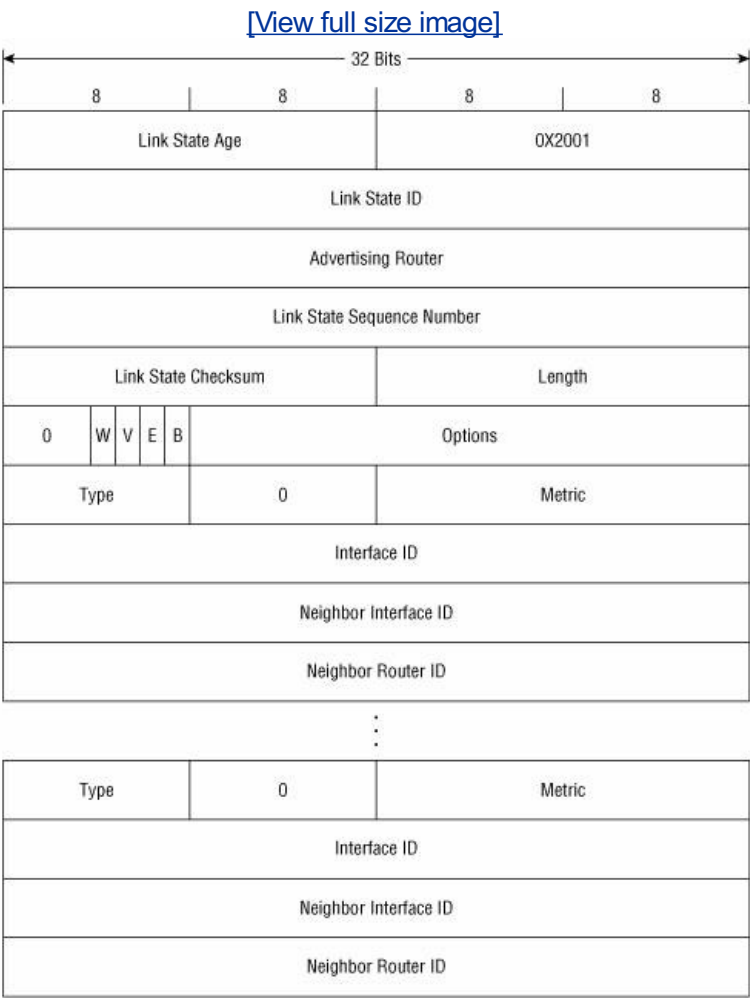 [View full size image]
32 Bits
8 8 8 8
Link State Age 0X2001
Link State ID
Advertising Router
Link State Sequence Number
Link State Checksum Length
0 W V E B Options
Type 0 Metric
Interface ID
Neighbor Interface ID
Neighbor Router ID
Type 0 Metric
Interface ID
Neighbor Interface ID
Neighbor Router ID